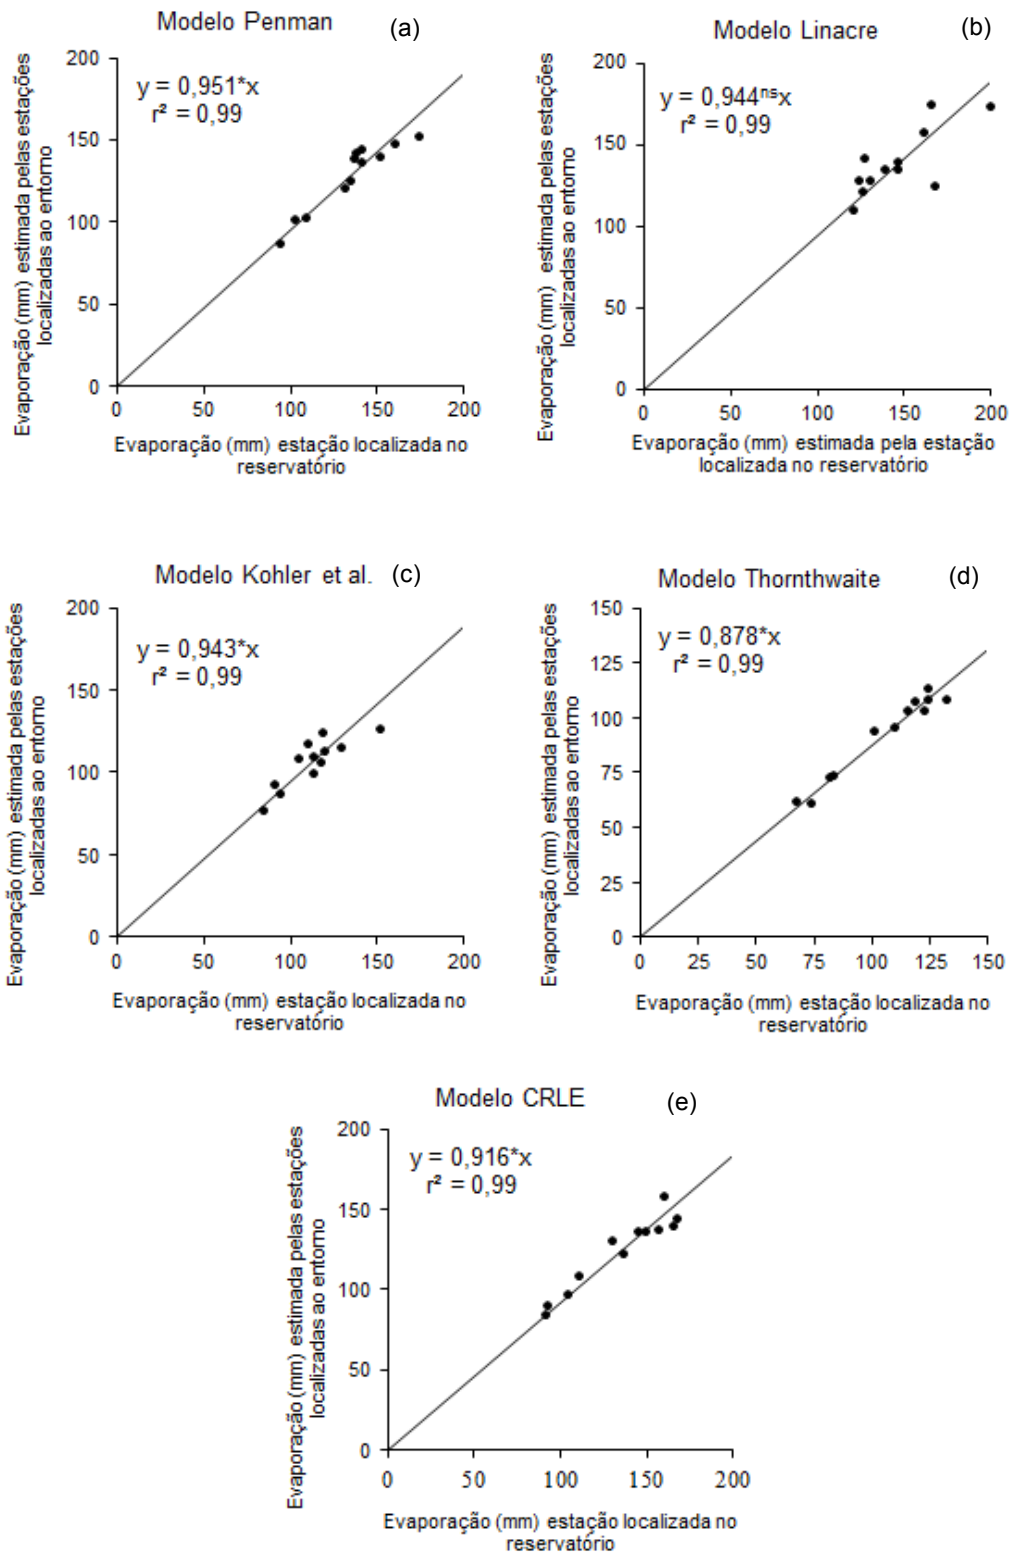 Modelo Penman
(a)
200
150
100
50
0
y = 0,951*x
r² = 0,99
Evaporação (mm) estimada pelas estações
localizadas ao entorno
0 50 100 150 200
Evaporação (mm) estação localizada no
reservatório
Modelo Linacre
(b)
200
150
100
50
0
y = 0,944ⁿˢx
r² = 0,99
Evaporação (mm) estimada pelas estações
localizadas ao entorno
0 50 100 150 200
Evaporação (mm) estimada pela estação
localizada no reservatório
Modelo Kohler et al.
(c)
200
150
100
50
0
y = 0,943*x
r² = 0,99
Evaporação (mm) estimada pelas estações
localizadas ao entorno
0 50 100 150 200
Evaporação (mm) estação localizada no
reservatório
Modelo Thornthwaite
(d)
150
125
100
75
50
25
0
y = 0,878*x
r² = 0,99
Evaporação (mm) estimada pelas estações
localizadas ao entorno
0 25 50 75 100 125 150
Evaporação (mm) estação localizada no
reservatório
Modelo CRLE
(e)
200
150
100
50
0
y = 0,916*x
r² = 0,99
Evaporação (mm) estimada pelas estações
localizadas ao entorno
0 50 100 150 200
Evaporação (mm) estação localizada no
reservatório